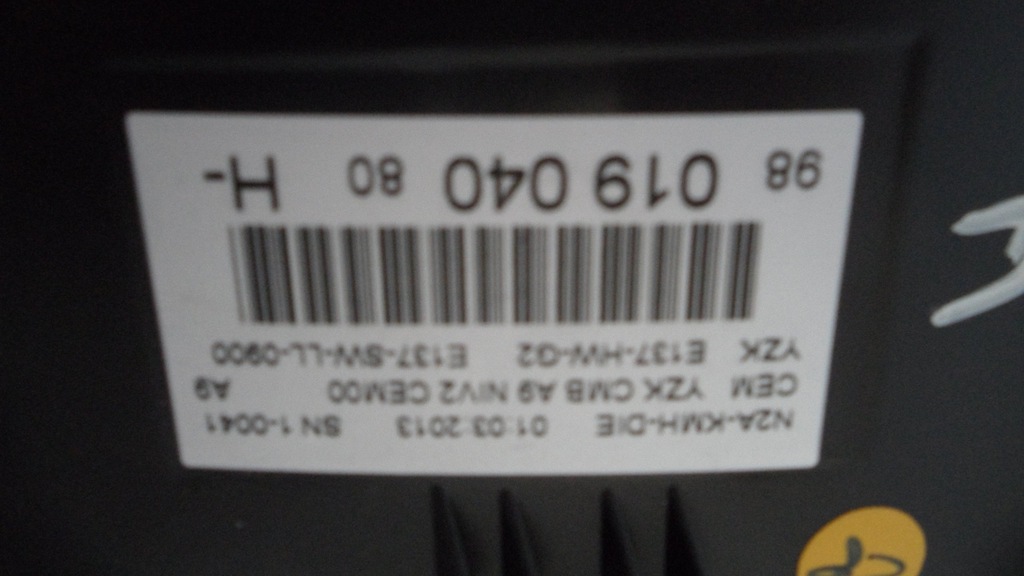 N2A-KMH-DIE 01:03:2013 SN 1-0041
CEM YZK CMB A9 NIV2 CEM00 A9
YZK E137-HW-G2 E137-SW-LL-0900
98 019 040 80 H-